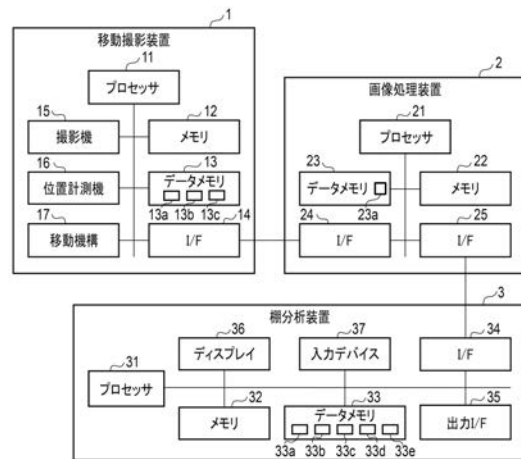 1
移動撮影装置
11
プロセッサ
15
撮影機
12
メモリ
16
位置計測機
13
データメモリ
13a 13b 13c
17
移動機構
14
I/F
2
画像処理装置
21
プロセッサ
23
データメモリ
23a
22
メモリ
24
I/F
25
I/F
3
棚分析装置
36
ディスプレイ
37
入力デバイス
34
I/F
31
プロセッサ
32
メモリ
33
データメモリ
33a 33b 33c 33d 33e
35
出力I/F